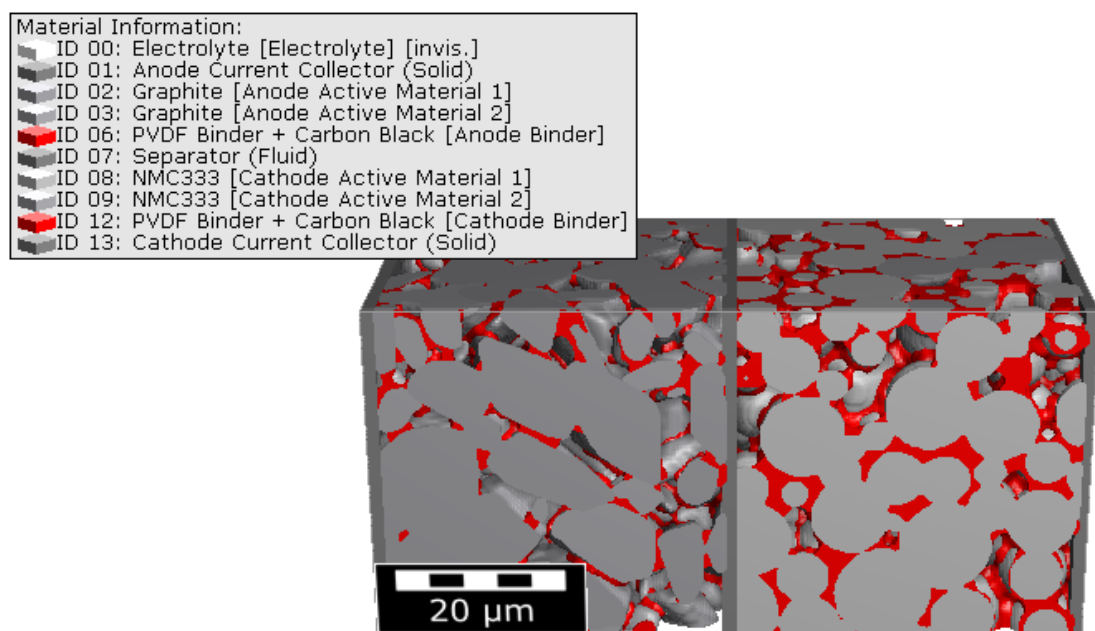 Material Information:
ID 00: Electrolyte [Electrolyte] [invis.]
ID 01: Anode Current Collector (Solid)
ID 02: Graphite [Anode Active Material 1]
ID 03: Graphite [Anode Active Material 2]
ID 06: PVDF Binder + Carbon Black [Anode Binder]
ID 07: Separator (Fluid)
ID 08: NMC333 [Cathode Active Material 1]
ID 09: NMC333 [Cathode Active Material 2]
ID 12: PVDF Binder + Carbon Black [Cathode Binder]
ID 13: Cathode Current Collector (Solid)
20 µm